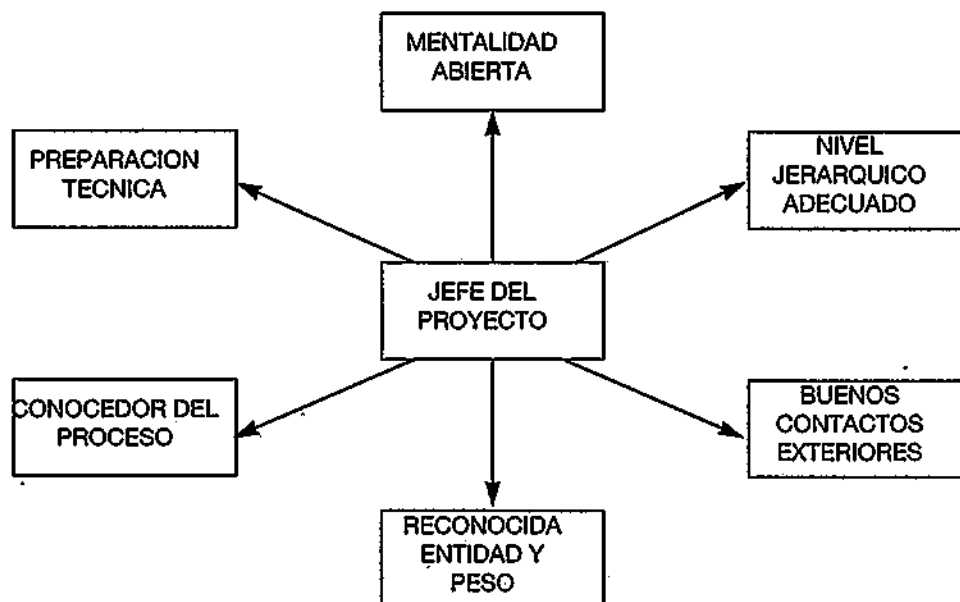 MENTALIDAD
ABIERTA
PREPARACION
TECNICA
NIVEL
JERARQUICO
ADECUADO
JEFE DEL
PROYECTO
CONOCEDOR DEL
PROCESO
BUENOS
CONTACTOS
EXTERIORES
RECONOCIDA
ENTIDAD Y
PESO